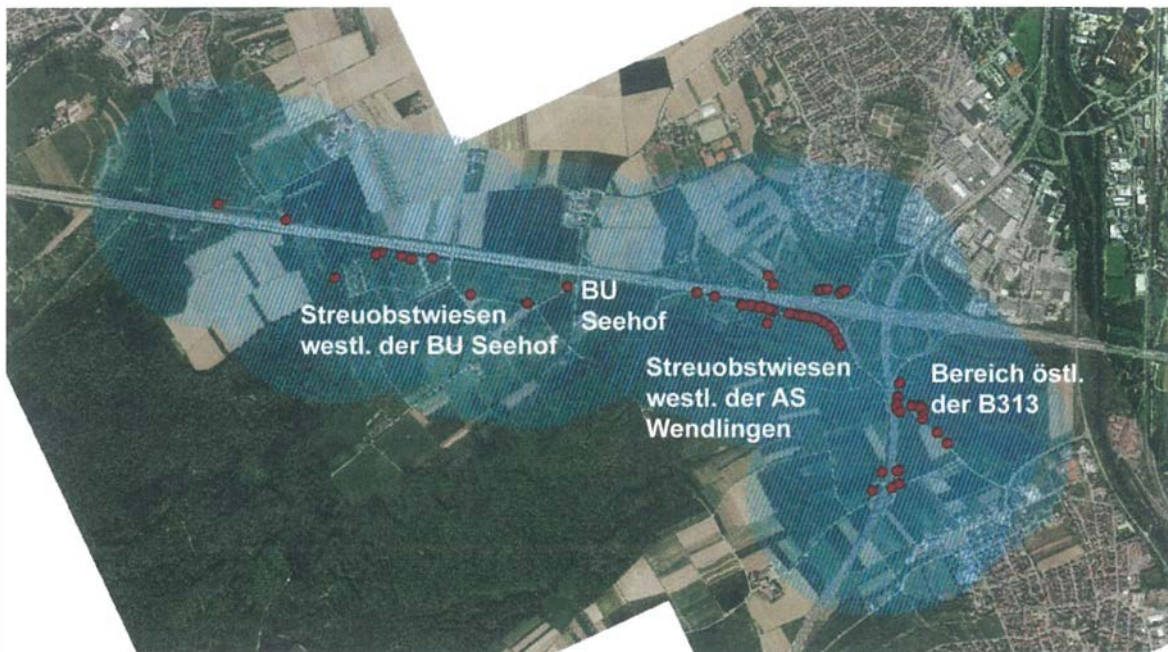 BU
Seehof
Streuobstwiesen
westl. der BU Seehof
Streuobstwiesen
westl. der AS
Wendlingen
Bereich östl.
der B313